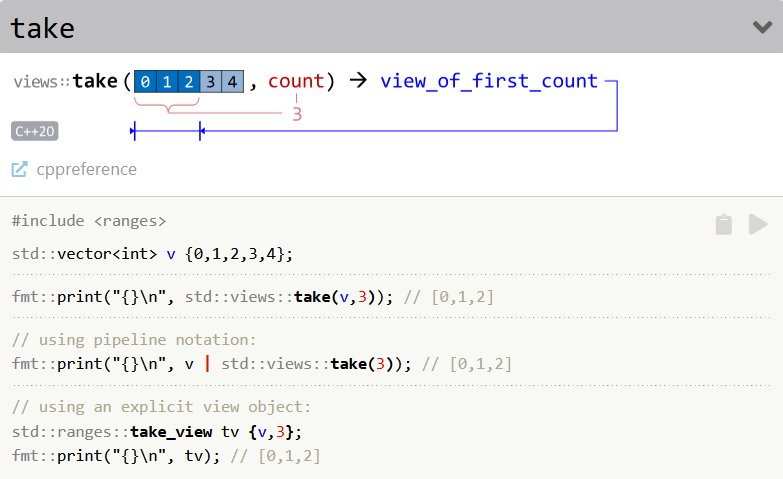 take
views::take( 0 1 2 3 4 , count) → view_of_first_count
3
C++20
cppreference
#include <ranges>
std::vector<int> v {0,1,2,3,4};
fmt::print("{}\n", std::views::take(v,3)); // [0,1,2]
// using pipeline notation:
fmt::print("{}\n", v | std::views::take(3)); // [0,1,2]
// using an explicit view object:
std::ranges::take_view tv {v,3};
fmt::print("{}\n", tv); // [0,1,2]